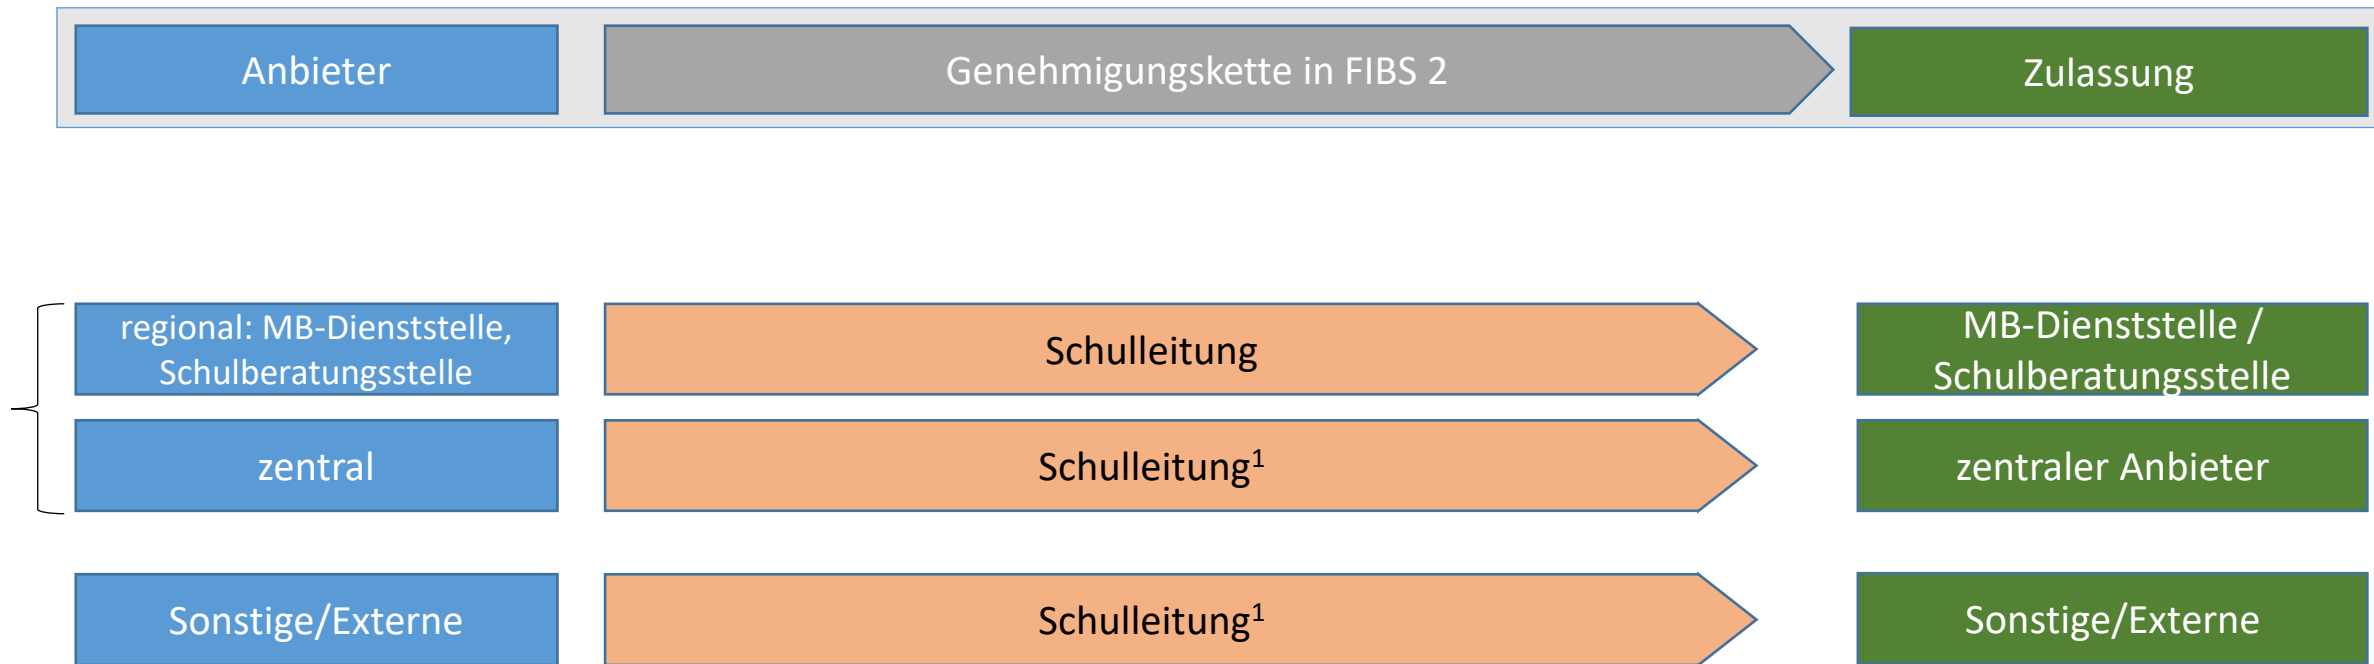 Anbieter
Genehmigungskette in FIBS 2
Zulassung
regional: MB-Dienststelle,
Schulberatungsstelle
Schulleitung
MB-Dienststelle /
Schulberatungsstelle
zentral
Schulleitung¹
zentraler Anbieter
Sonstige/Externe
Schulleitung¹
Sonstige/Externe